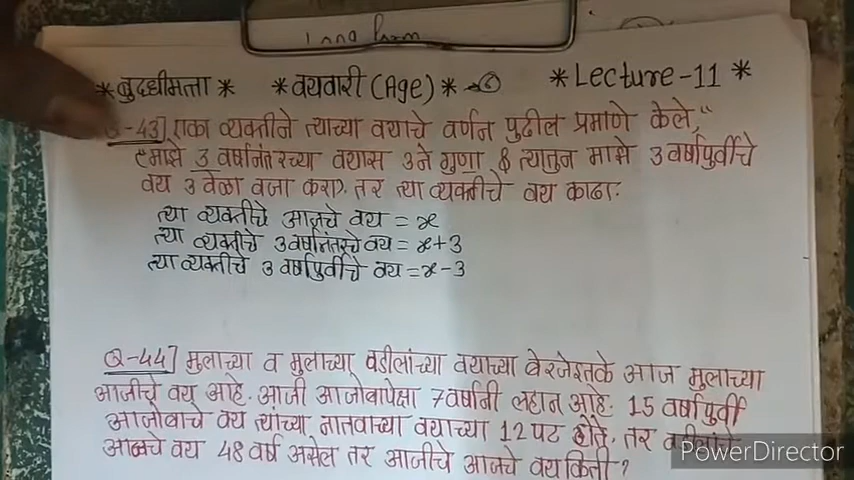 *बुद्धीमत्ता* *वयवारी (Age)* *Lecture-11*
Q-43] एका व्यक्तीने त्याच्या वयाचे वर्णन पुढील प्रमाणे केले,"
"माझे 3 वर्षानंतरच्या वयास 3ने गुणा & त्यातुन माझे 3 वर्षापुर्वीचे
वय 3 वेळा वजा करा". तर त्या व्यक्तीचे वय काढा.
त्या व्यक्तीचे आजचे वय = x
त्या व्यक्तीचे 3 वर्षानंतरचे वय = x+3
त्या व्यक्तीचे 3 वर्षापुर्वीचे वय = x-3
Q-44] मुलाच्या व मुलाच्या वडीलांच्या वयाच्या बेरजेइतके आज मुलाच्या
आजीचे वय आहे. आजी आजोबापेक्षा 7 वर्षानी लहान आहे. 15 वर्षापुर्वी
आजोबाचे वय त्यांच्या नातवाच्या वयाच्या 12 पट होते. तर वडीलांचे
आजचे वय 48 वर्ष असेल तर आजीचे आजचे वय किती?
PowerDirector